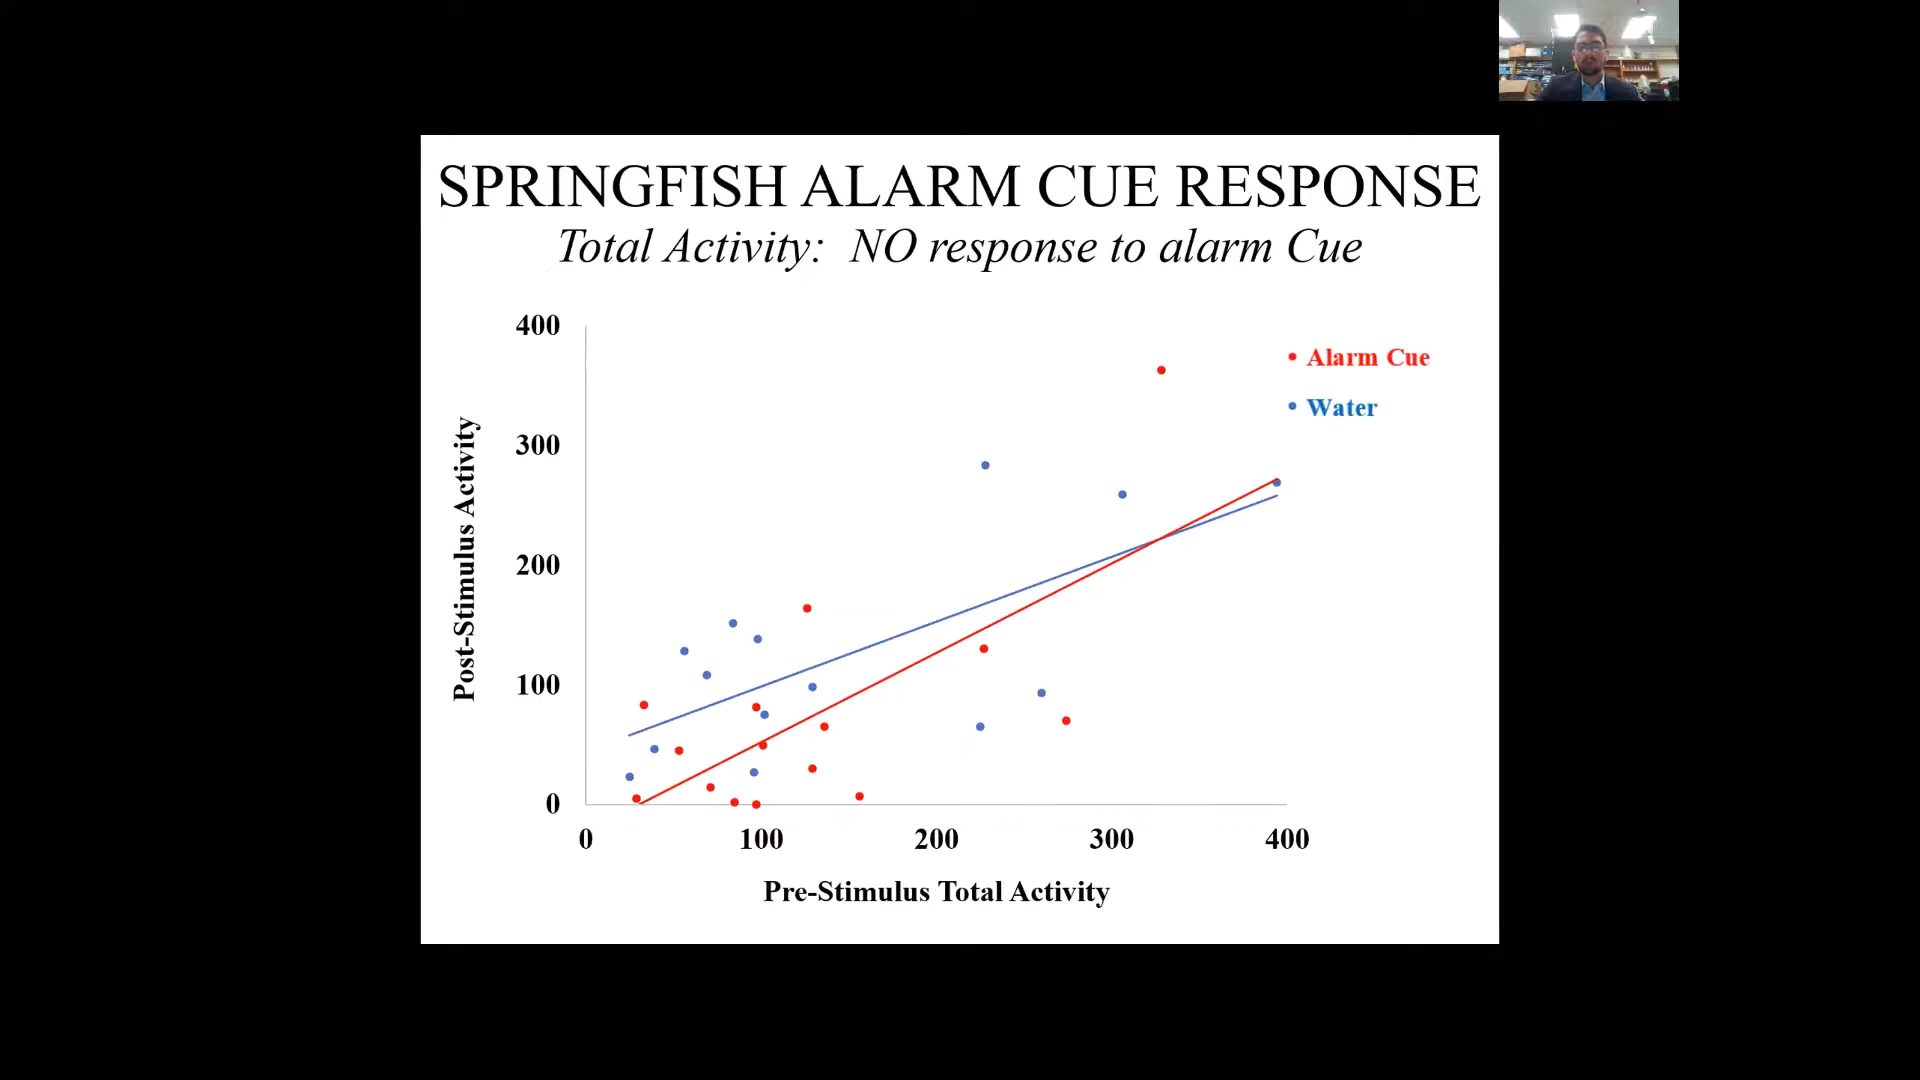 SPRINGFISH ALARM CUE RESPONSE
Total Activity: NO response to alarm Cue
400
300
200
100
0
Post-Stimulus Activity
Alarm Cue
Water
0 100 200 300 400
Pre-Stimulus Total Activity